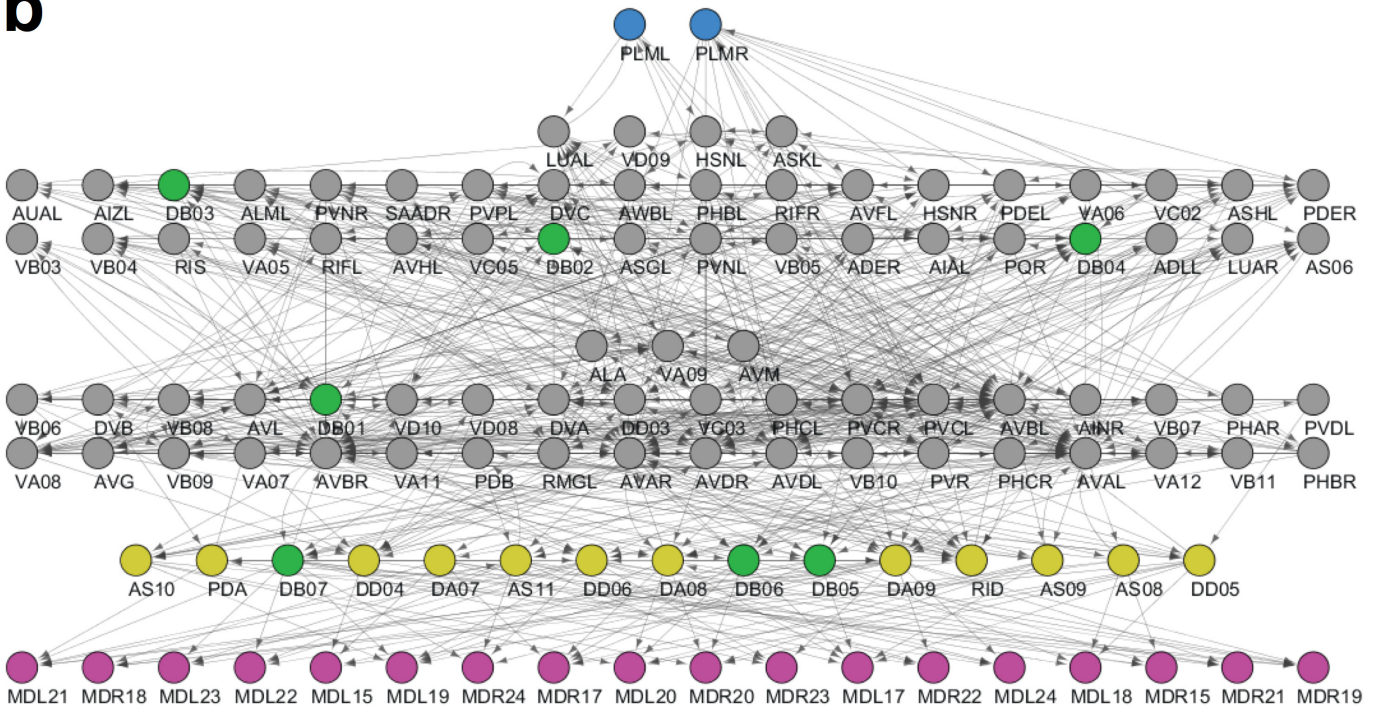 b
PLML PLMR
LUAL VD09 HSNL ASKL
AUAL AIZL DB03 ALML PVNR SAADR PVPL DVC AWBL PHBL RIFR AVFL HSNR PDEL VA06 VC02 ASHL PDER
VB03 VB04 RIS VA05 RIFL AVHL VC05 DB02 ASGL PVNL VB05 ADER AIAL PQR DB04 ADLL LUAR AS06
ALA VA09 AVM
VB06 DVB VB08 AVL DB01 VD10 VD08 DVA DD03 VC03 PHCL PVCR PVCL AVBL AINR VB07 PHAR PVDL
VA08 AVG VB09 VA07 AVBR VA11 PDB RMGL AVAR AVDR AVDL VB10 PVR PHCR AVAL VA12 VB11 PHBR
AS10 PDA DB07 DD04 DA07 AS11 DD06 DA08 DB06 DB05 DA09 RID AS09 AS08 DD05
MDL21 MDR18 MDL23 MDL22 MDL15 MDL19 MDR24 MDR17 MDL20 MDR20 MDR23 MDL17 MDR22 MDL24 MDL18 MDR15 MDR21 MDR19